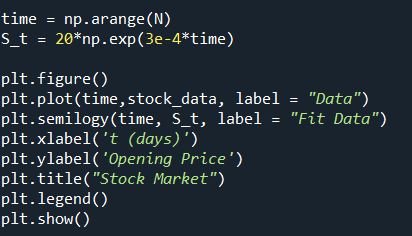 time = np.arange(N)
S_t = 20*np.exp(3e-4*time)
plt.figure()
plt.plot(time,stock_data, label = "Data")
plt.semilogy(time, S_t, label = "Fit Data")
plt.xlabel('t (days)')
plt.ylabel('Opening Price')
plt.title("Stock Market")
plt.legend()
plt.show()